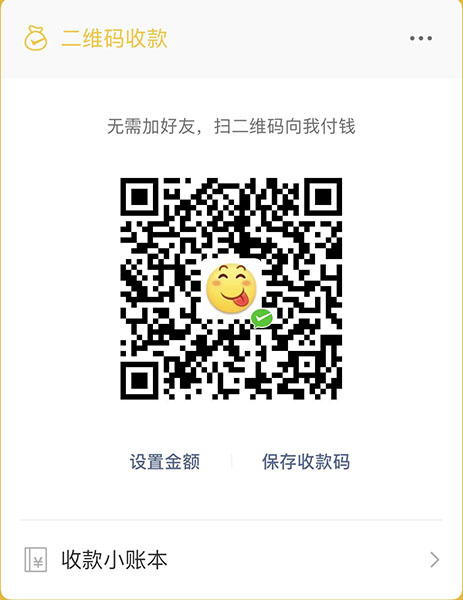 二维码收款
无需加好友，扫二维码向我付钱
设置金额
保存收款码
收款小账本